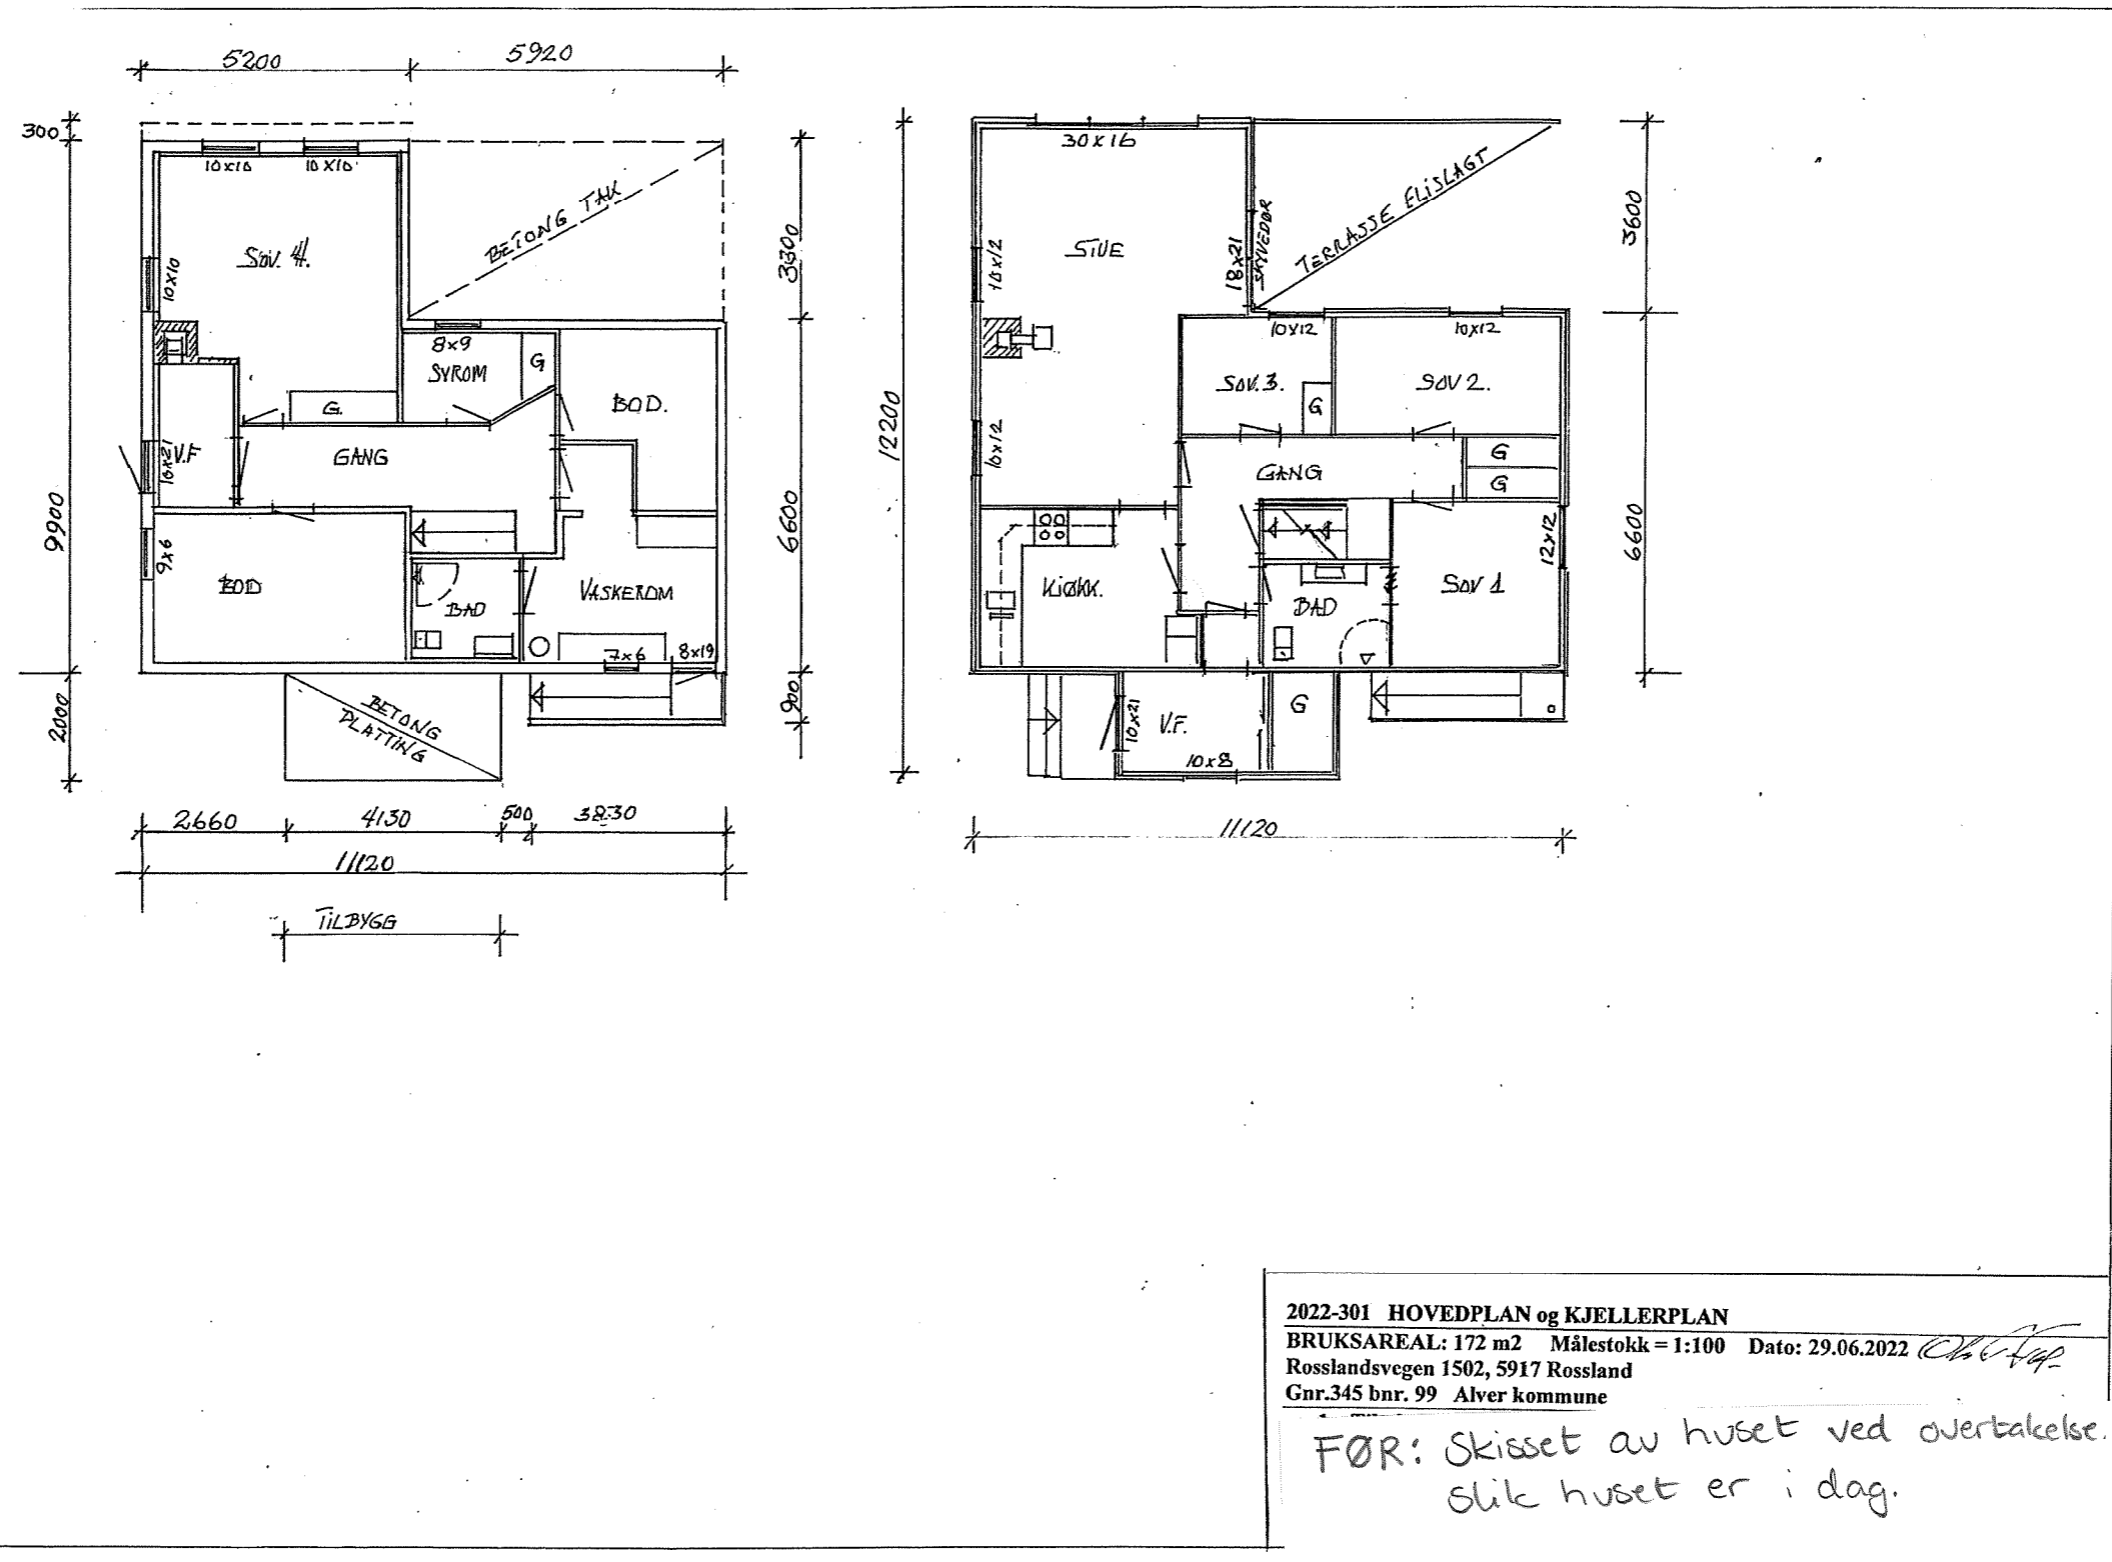 5200
5920
300
10x10
10x10
BETONG TAK
SOV. 4.
10x10
3300
8x9
G
SYROM
BOD.
G.
V.F
10x21
GANG
9900
6600
9x6
BOD
BAD
VASKEROM
7x6
8x19
2000
BETONG
PLATTING
900
2660
4130
500
3830
11120
TILBYGG
30x16
STUE
10x12
18x21
SKYVEDØR
TERRASSE FLISLAGT
3600
10x12
10x12
SOV. 3.
SOV 2.
G
12200
10x12
GANG
G
G
12x12
6600
KJØKK.
BAD
SOV 1
10x21
V.F.
G
10x8
11120
2022-301 HOVEDPLAN og KJELLERPLAN
BRUKSAREAL: 172 m2 Målestokk = 1:100 Dato: 29.06.2022
Rosslandsvegen 1502, 5917 Rossland
Gnr.345 bnr. 99 Alver kommune
FØR: Skisset av huset ved overtakelse.
slik huset er i dag.